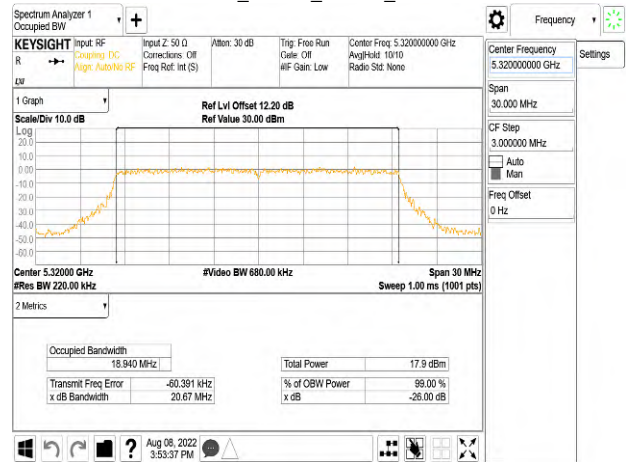 Spectrum Analyzer 1
Occupied BW
Frequency
KEYSIGHT
R
Input: RF
Coupling: DC
Align: Auto/No RF
Input Z: 50 Ω
Corrections: Off
Freq Ref: Int (S)
Atten: 30 dB
Trig: Free Run
Gate: Off
#IF Gain: Low
Center Freq: 5.320000000 GHz
Avg|Hold: 10/10
Radio Std: None
Center Frequency
5.320000000 GHz
Settings
Span
30.000 MHz
CF Step
3.000000 MHz
Auto
Man
Freq Offset
0 Hz
1 Graph
Scale/Div 10.0 dB
Ref Lvl Offset 12.20 dB
Ref Value 30.00 dBm
Log
20.0
10.0
0.00
-10.0
-20.0
-30.0
-40.0
-50.0
-60.0
Center 5.32000 GHz
#Video BW 680.00 kHz
Span 30 MHz
#Res BW 220.00 kHz
Sweep 1.00 ms (1001 pts)
2 Metrics
Occupied Bandwidth
18.940 MHz
Total Power 17.9 dBm
Transmit Freq Error -60.391 kHz
% of OBW Power 99.00 %
x dB Bandwidth 20.67 MHz
x dB -26.00 dB
?
Aug 08, 2022
3:53:37 PM